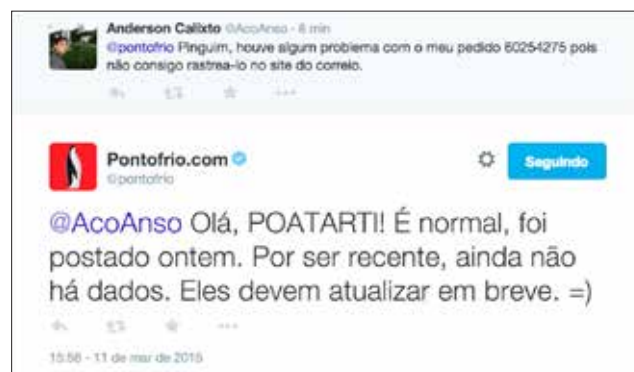 Anderson Calixto @AcoAnso - 6 min
@pontofrio Pinguim, houve algum problema com o meu pedido 60254275 pois
não consigo rastrea-lo no site do correio.
Pontofrio.com
@pontofrio
Seguindo
@AcoAnso Olá, POATARTI! É normal, foi
postado ontem. Por ser recente, ainda não
há dados. Eles devem atualizar em breve. =)
15:56 - 11 de mar de 2015